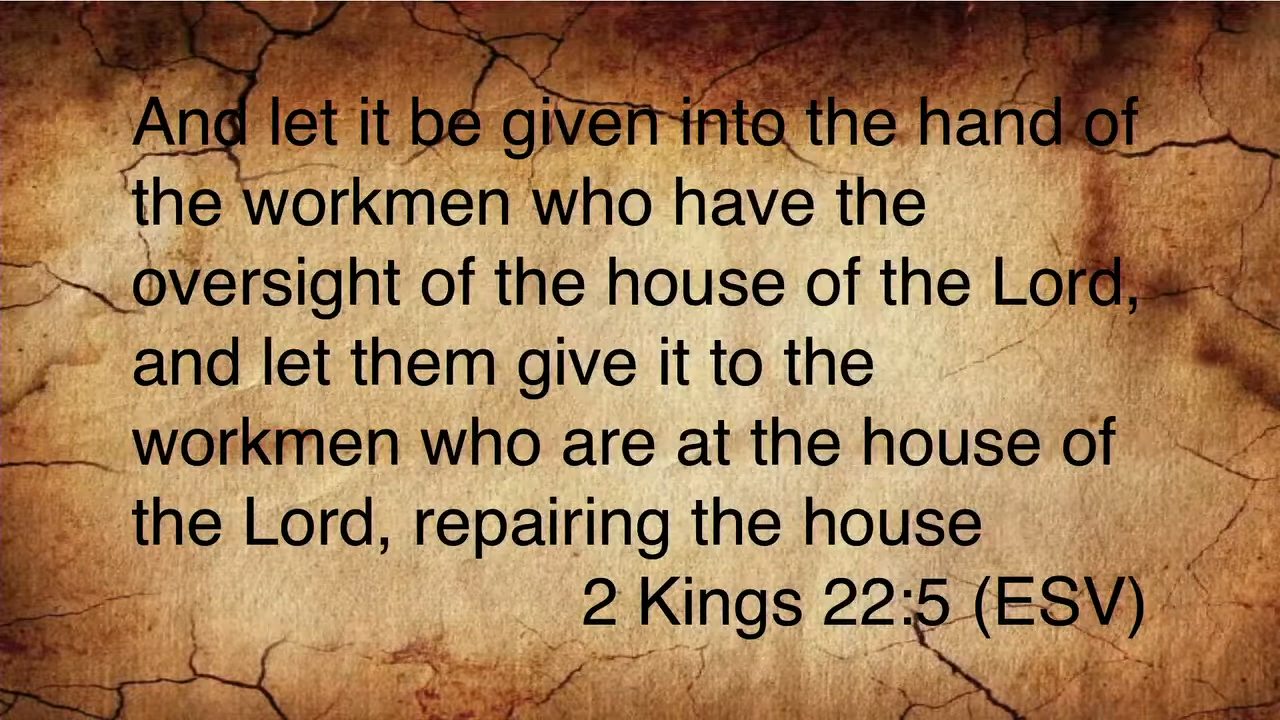 And let it be given into the hand of
the workmen who have the
oversight of the house of the Lord,
and let them give it to the
workmen who are at the house of
the Lord, repairing the house
2 Kings 22:5 (ESV)